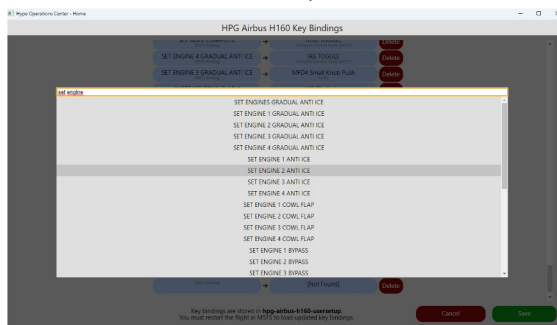 Hype Operations Center - Home
HPG Airbus H160 Key Bindings
Delete
SET ENGINE 4 GRADUAL ANTI ICE → IAS TOGGLE Delete
SET ENGINE 3 GRADUAL ANTI ICE → MFD4 Small Knob Push Delete
set engine
SET ENGINES GRADUAL ANTI ICE
SET ENGINE 1 GRADUAL ANTI ICE
SET ENGINE 2 GRADUAL ANTI ICE
SET ENGINE 3 GRADUAL ANTI ICE
SET ENGINE 4 GRADUAL ANTI ICE
SET ENGINE 1 ANTI ICE
SET ENGINE 2 ANTI ICE
SET ENGINE 3 ANTI ICE
SET ENGINE 4 ANTI ICE
SET ENGINE 1 COWL FLAP
SET ENGINE 2 COWL FLAP
SET ENGINE 3 COWL FLAP
SET ENGINE 4 COWL FLAP
SET ENGINE 1 BYPASS
SET ENGINE 2 BYPASS
SET ENGINE 3 BYPASS
→ (Not Found) Delete
Key bindings are stored in hpg-airbus-h160-usersetup
You must restart the flight in MSFS to load updated key bindings.
Cancel
Save